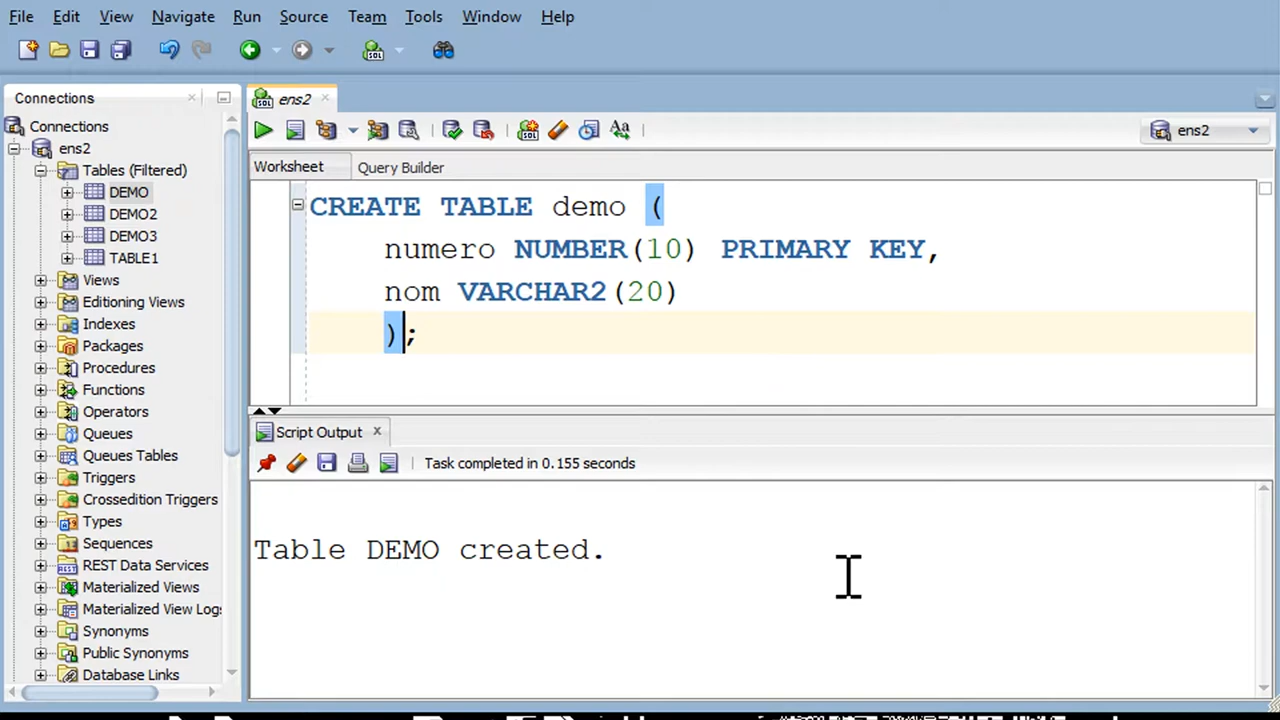 File Edit View Navigate Run Source Team Tools Window Help
Connections
Connections
ens2
Tables (Filtered)
DEMO
DEMO2
DEMO3
TABLE1
Views
Editioning Views
Indexes
Packages
Procedures
Functions
Operators
Queues
Queues Tables
Triggers
Crossedition Triggers
Types
Sequences
REST Data Services
Materialized Views
Materialized View Logs
Synonyms
Public Synonyms
Database Links
ens2
ens2
Worksheet Query Builder
CREATE TABLE demo (
numero NUMBER(10) PRIMARY KEY,
nom VARCHAR2(20)
);
Script Output
Task completed in 0.155 seconds
Table DEMO created.